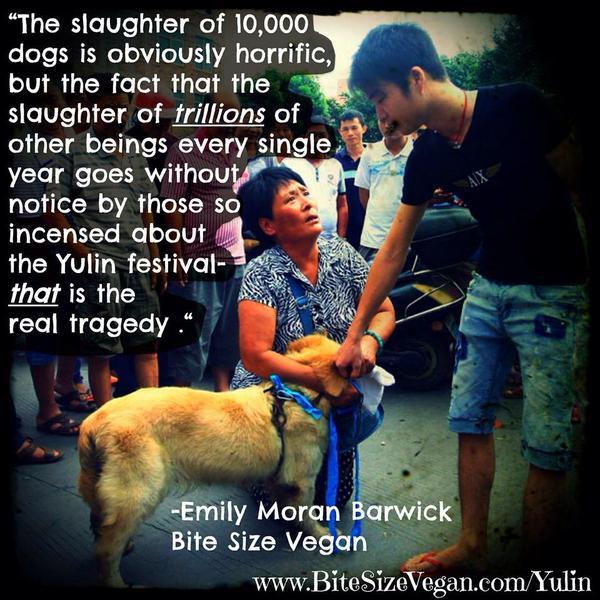 “The slaughter of 10,000
dogs is obviously horrific,
but the fact that the
slaughter of trillions of
other beings every single
year goes without
notice by those so
incensed about
the Yulin festival-
that is the
real tragedy .“
A|X
-Emily Moran Barwick
Bite Size Vegan
www.BiteSizeVegan.com/Yulin